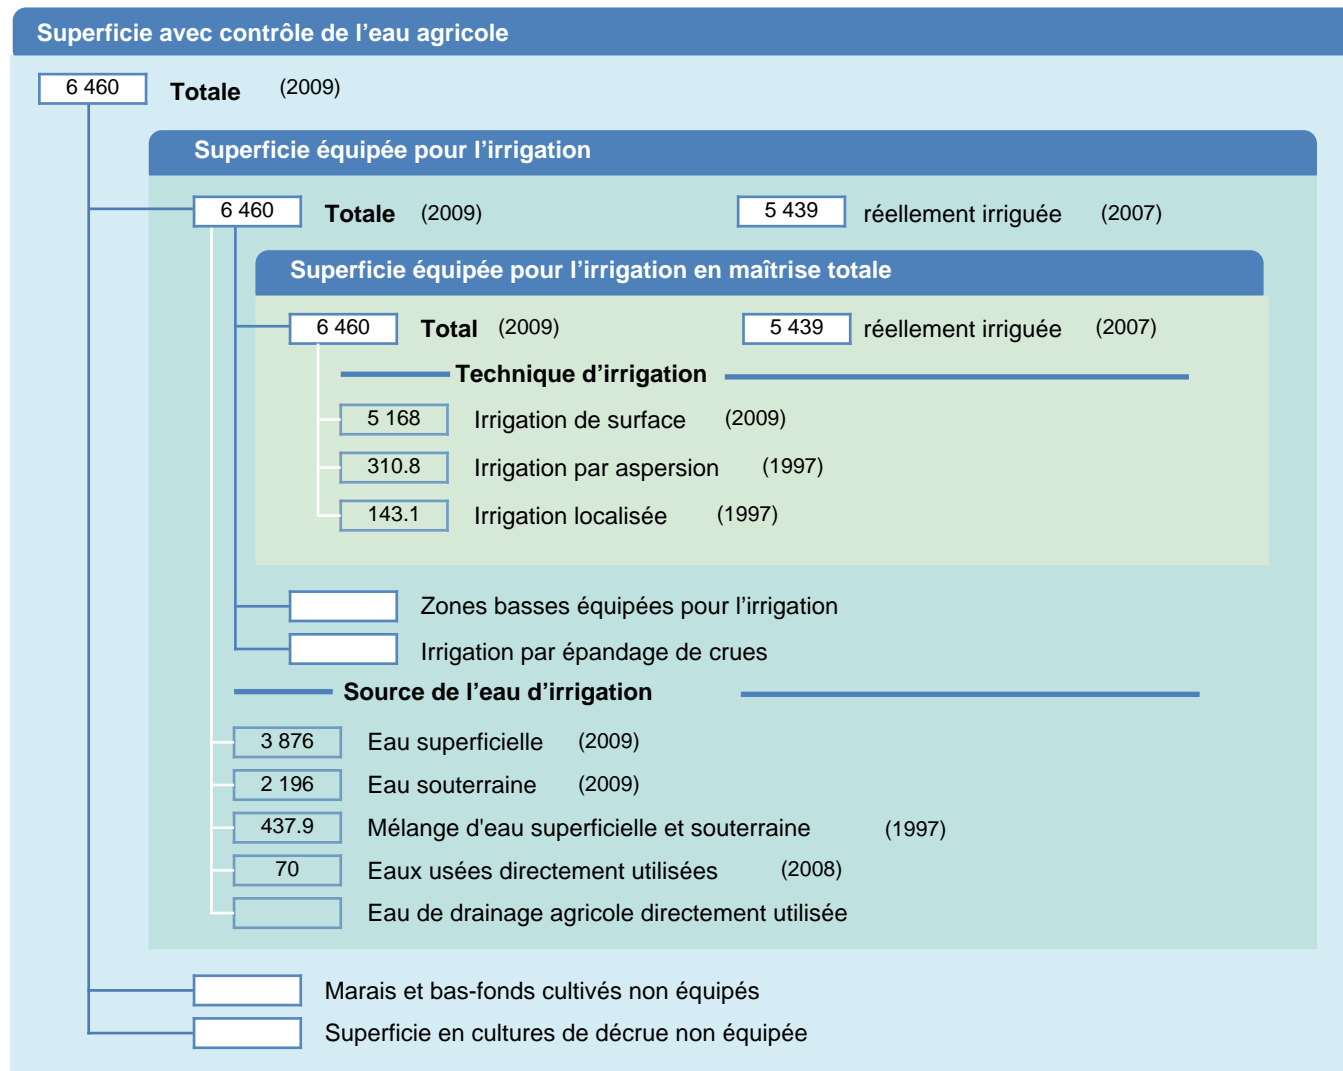 Superficie avec contrôle de l'eau agricole
6 460 Totale (2009)
Superficie équipée pour l'irrigation
6 460 Totale (2009) 5 439 réellement irriguée (2007)
Superficie équipée pour l'irrigation en maîtrise totale
6 460 Total (2009) 5 439 réellement irriguée (2007)
Technique d'irrigation
5 168 Irrigation de surface (2009)
310.8 Irrigation par aspersion (1997)
143.1 Irrigation localisée (1997)
Zones basses équipées pour l'irrigation
Irrigation par épandage de crues
Source de l'eau d'irrigation
3 876 Eau superficielle (2009)
2 196 Eau souterraine (2009)
437.9 Mélange d'eau superficielle et souterraine (1997)
70 Eaux usées directement utilisées (2008)
Eau de drainage agricole directement utilisée
Marais et bas-fonds cultivés non équipés
Superficie en cultures de décrue non équipée